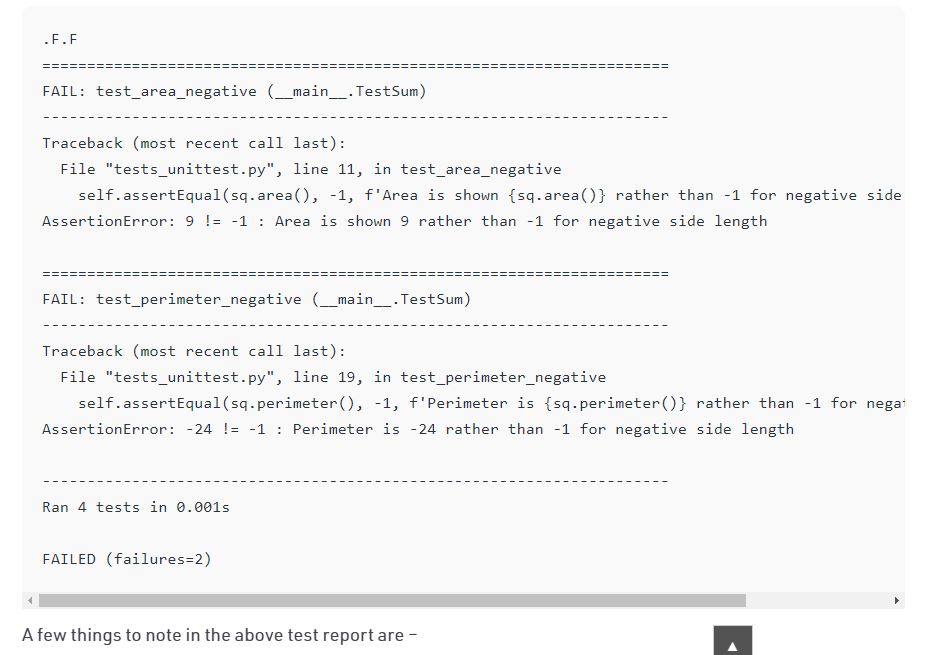 .F.F
======================================================================
FAIL: test_area_negative (__main__.TestSum)
----------------------------------------------------------------------
Traceback (most recent call last):
  File "tests_unittest.py", line 11, in test_area_negative
    self.assertEqual(sq.area(), -1, f'Area is shown {sq.area()} rather than -1 for negative side
AssertionError: 9 != -1 : Area is shown 9 rather than -1 for negative side length
======================================================================
FAIL: test_perimeter_negative (__main__.TestSum)
----------------------------------------------------------------------
Traceback (most recent call last):
  File "tests_unittest.py", line 19, in test_perimeter_negative
    self.assertEqual(sq.perimeter(), -1, f'Perimeter is {sq.perimeter()} rather than -1 for negat
AssertionError: -24 != -1 : Perimeter is -24 rather than -1 for negative side length
----------------------------------------------------------------------
Ran 4 tests in 0.001s
FAILED (failures=2)
A few things to note in the above test report are –